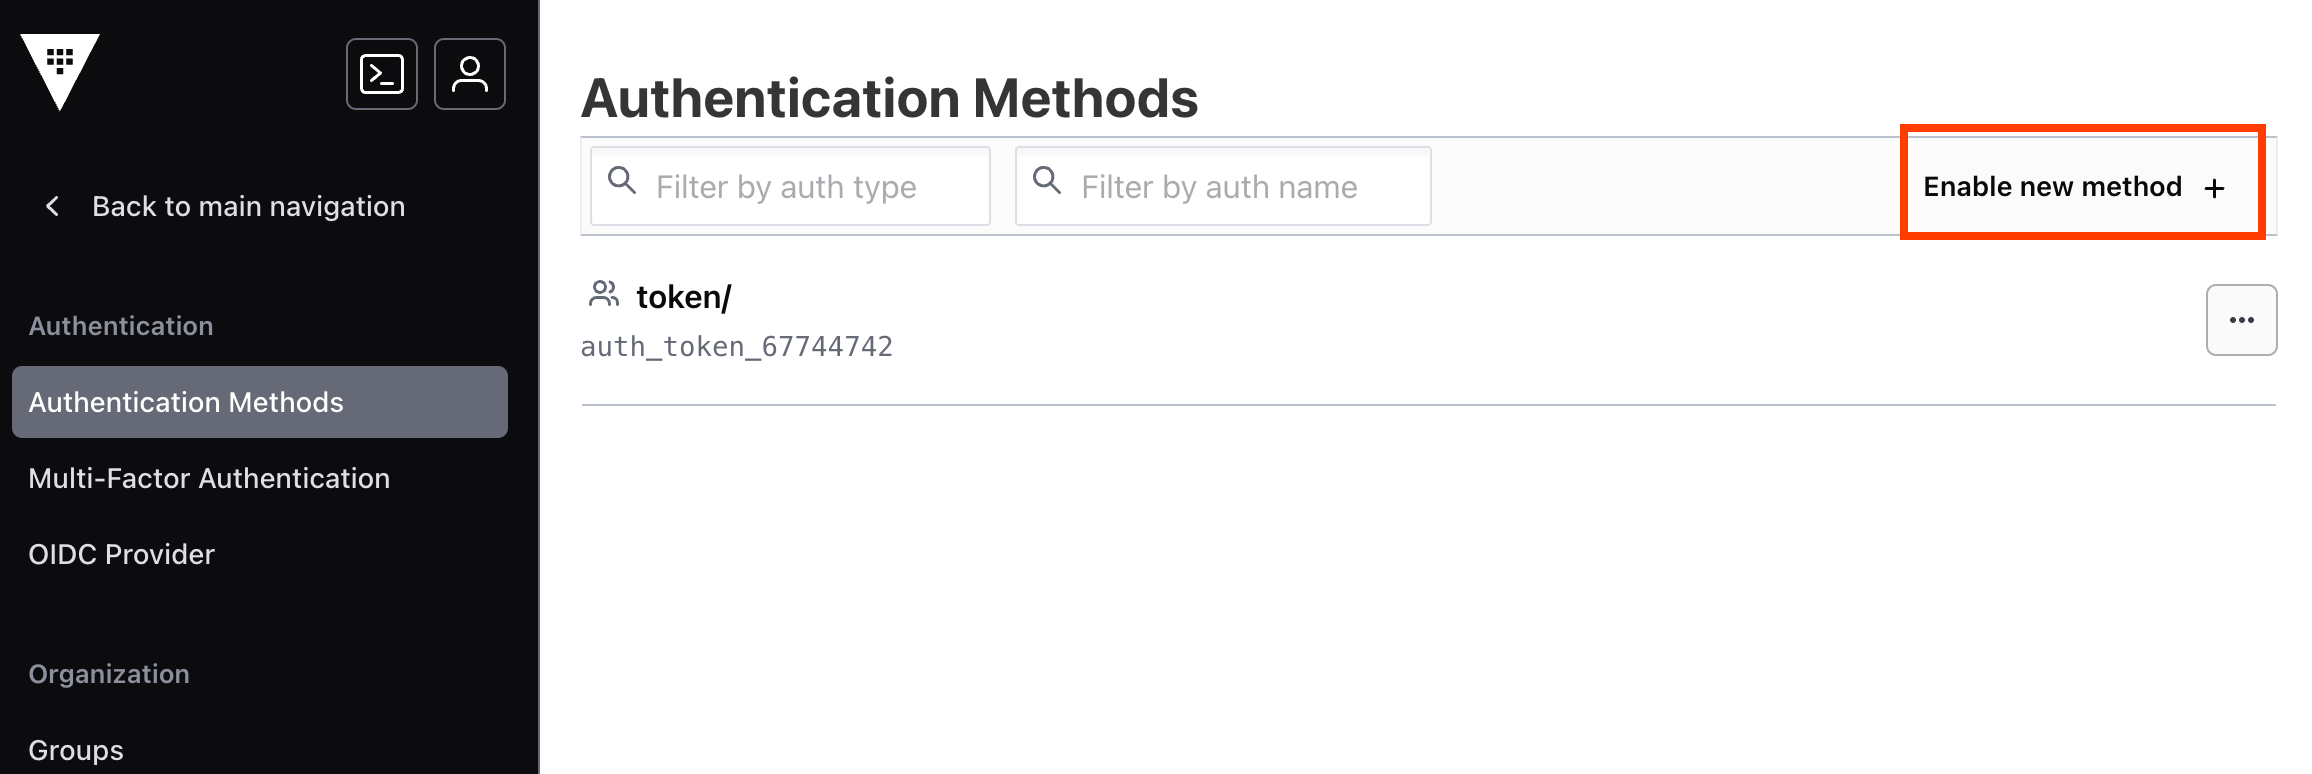 Back to main navigation
Authentication
Authentication Methods
Multi-Factor Authentication
OIDC Provider
Organization
Groups
Authentication Methods
Filter by auth type
Filter by auth name
Enable new method +
token/
auth_token_67744742